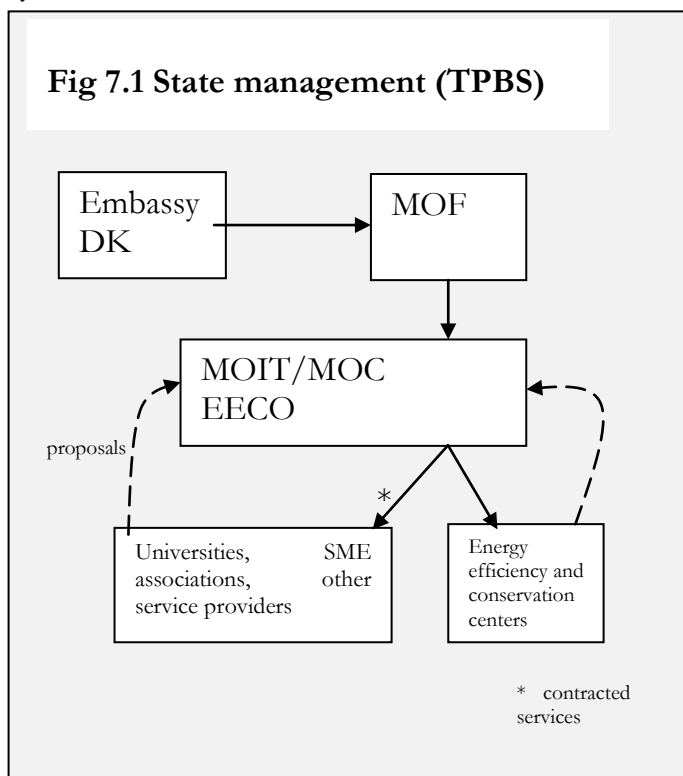 Fig 7.1 State management (TPBS)
Embassy
DK
MOF
MOIT/MOC
EECO
proposals
*
Universities, SME
associations, other
service providers
Energy
efficiency and
conservation
centers
* contracted
services